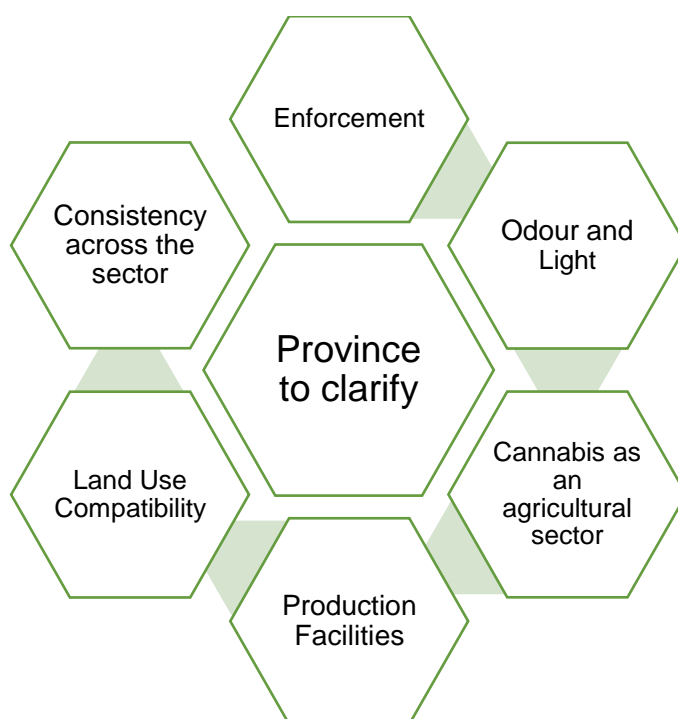 Enforcement
Consistency
across the
sector
Odour and
Light
Province
to clarify
Land Use
Compatibility
Cannabis as
an
agricultural
sector
Production
Facilities